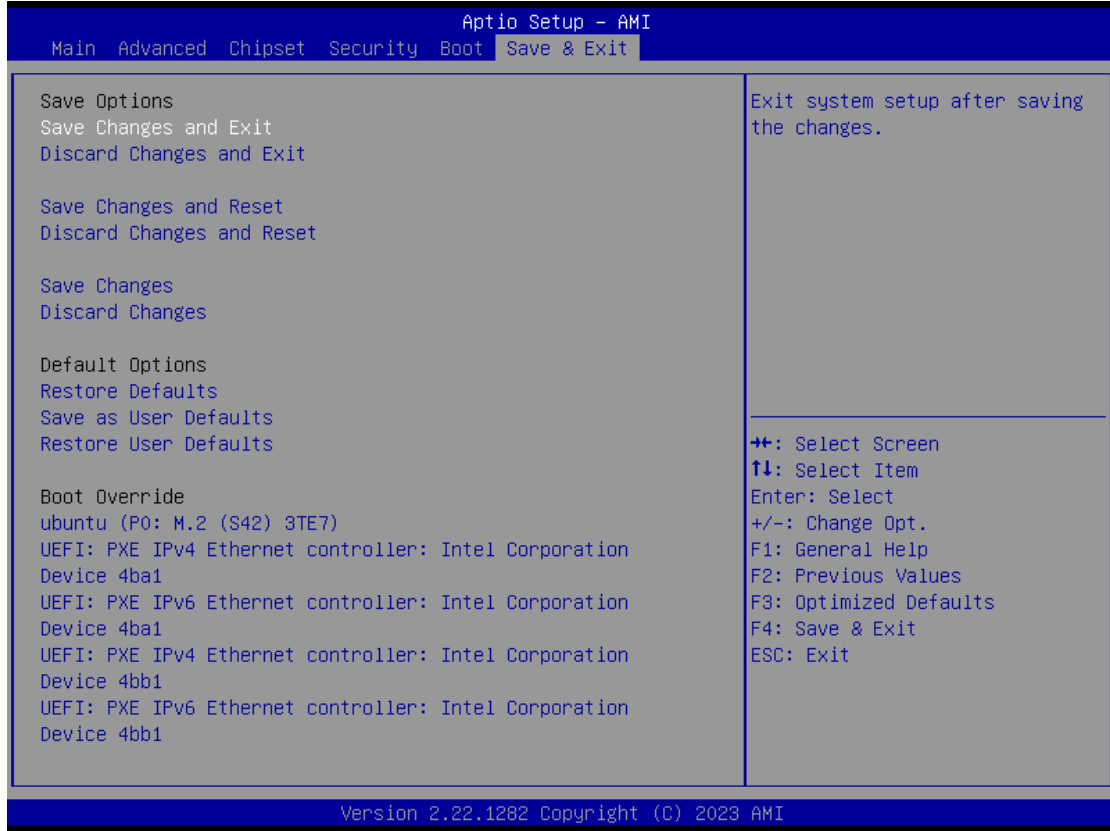 Aptio Setup – AMI
Main Advanced Chipset Security Boot Save & Exit
Save Options
Save Changes and Exit
Discard Changes and Exit
Save Changes and Reset
Discard Changes and Reset
Save Changes
Discard Changes
Default Options
Restore Defaults
Save as User Defaults
Restore User Defaults
Boot Override
ubuntu (P0: M.2 (S42) 3TE7)
UEFI: PXE IPv4 Ethernet controller: Intel Corporation
Device 4ba1
UEFI: PXE IPv6 Ethernet controller: Intel Corporation
Device 4ba1
UEFI: PXE IPv4 Ethernet controller: Intel Corporation
Device 4bb1
UEFI: PXE IPv6 Ethernet controller: Intel Corporation
Device 4bb1
Exit system setup after saving
the changes.
→←: Select Screen
↑↓: Select Item
Enter: Select
+/-: Change Opt.
F1: General Help
F2: Previous Values
F3: Optimized Defaults
F4: Save & Exit
ESC: Exit
Version 2.22.1282 Copyright (C) 2023 AMI